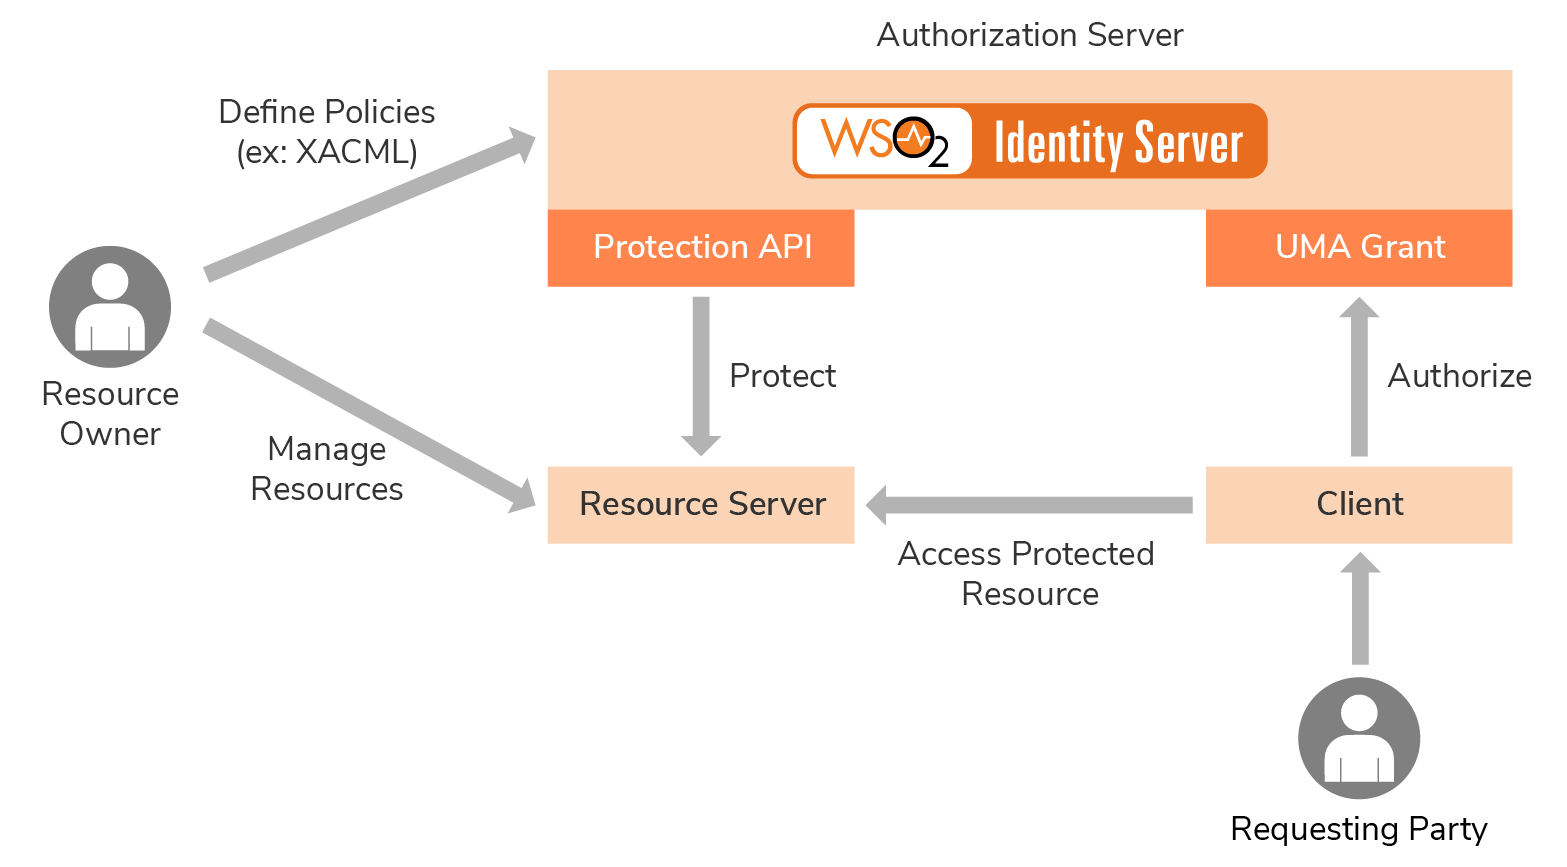 Authorization Server
Define Policies
(ex: XACML)
WSO2 Identity Server
Protection API
UMA Grant
Resource
Owner
Protect
Authorize
Manage
Resources
Resource Server
Client
Access Protected
Resource
Requesting Party